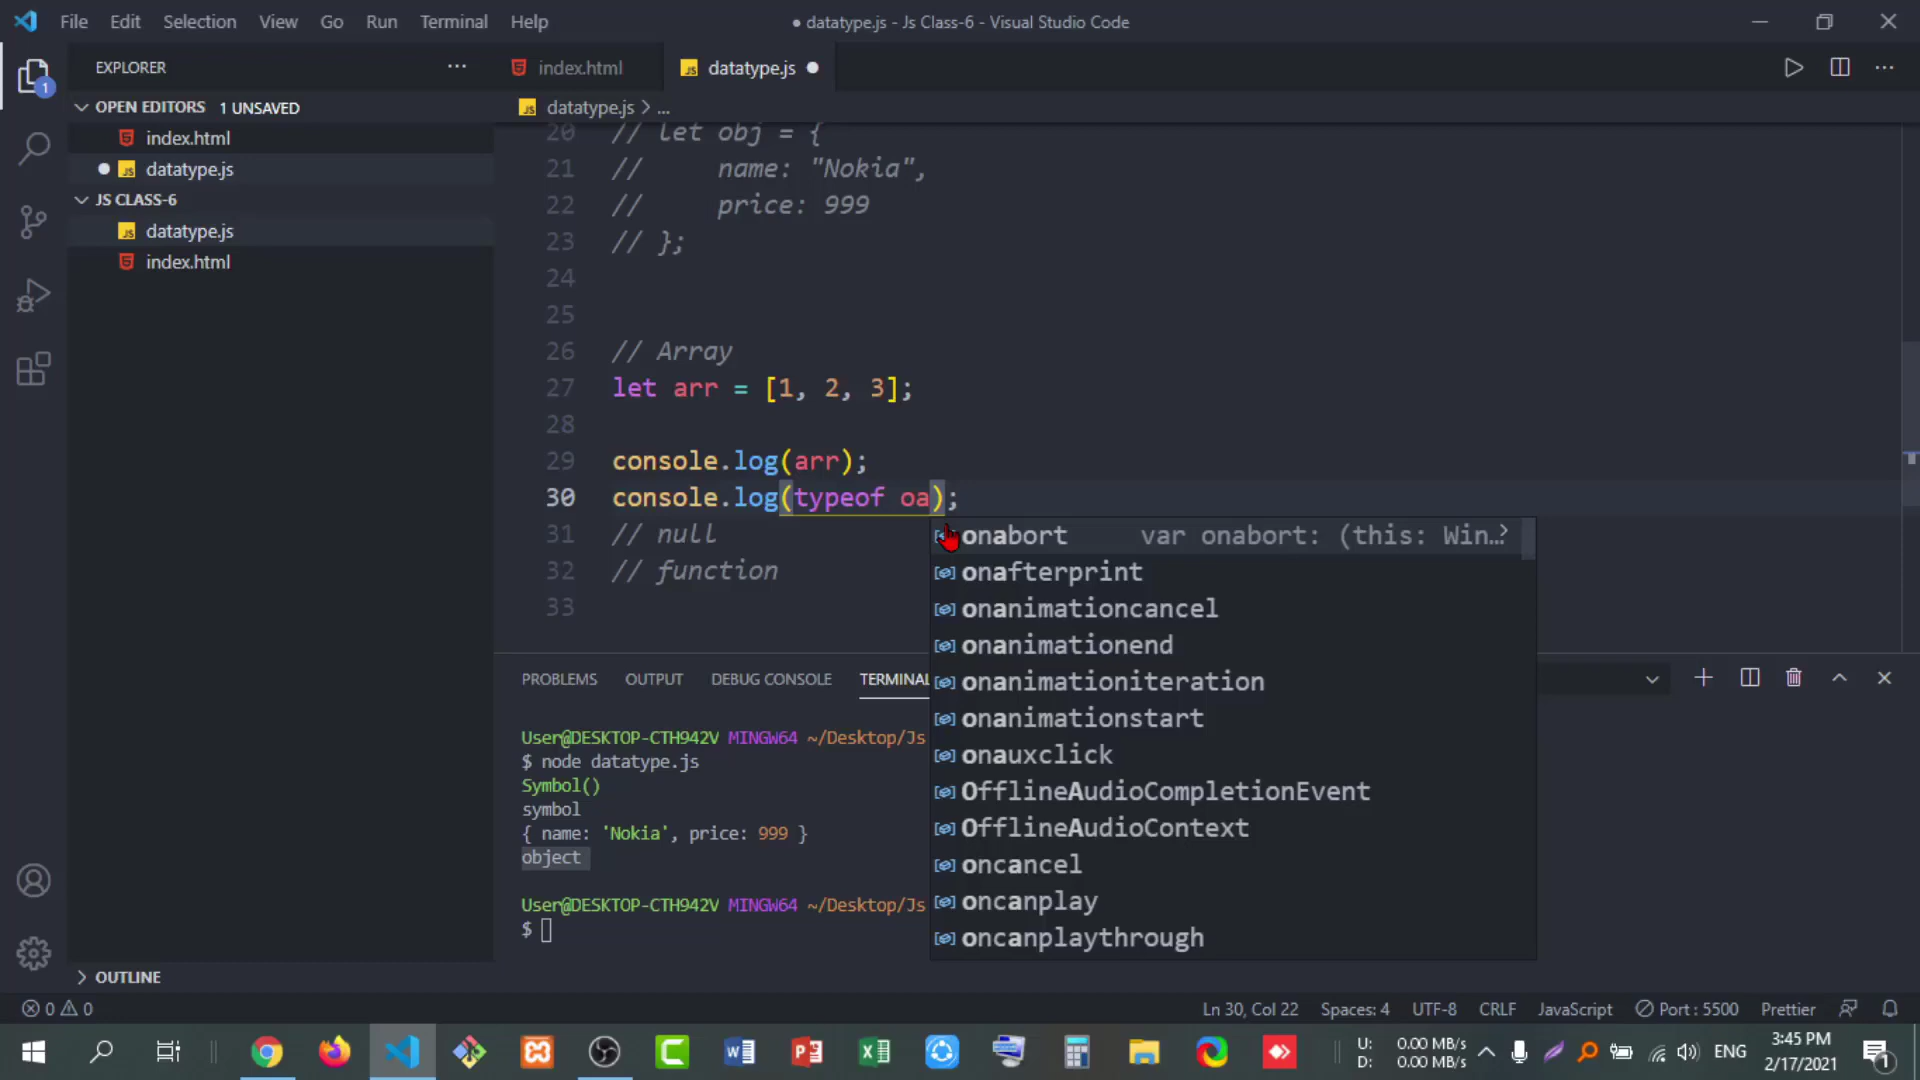 File Edit Selection View Go Run Terminal Help
● datatype.js - Js Class-6 - Visual Studio Code
EXPLORER
index.html
datatype.js
OPEN EDITORS 1 UNSAVED
index.html
datatype.js
JS CLASS-6
datatype.js
index.html
OUTLINE
datatype.js > ...
20 // let obj = {
21 //     name: "Nokia",
22 //     price: 999
23 // };
24
25
26 // Array
27 let arr = [1, 2, 3];
28
29 console.log(arr);
30 console.log(typeof oa);
31 // null
32 // function
33
onabort var onabort: (this: Win…
onafterprint
onanimationcancel
onanimationend
onanimationiteration
onanimationstart
onauxclick
OfflineAudioCompletionEvent
OfflineAudioContext
oncancel
oncanplay
oncanplaythrough
PROBLEMS OUTPUT DEBUG CONSOLE TERMINAL
User@DESKTOP-CTH942V MINGW64 ~/Desktop/Js
$ node datatype.js
Symbol()
symbol
{ name: 'Nokia', price: 999 }
object
User@DESKTOP-CTH942V MINGW64 ~/Desktop/Js
$
0 0 Ln 30, Col 22 Spaces: 4 UTF-8 CRLF JavaScript Port : 5500 Prettier
U: 0.00 MB/s
D: 0.00 MB/s
ENG
3:45 PM
2/17/2021